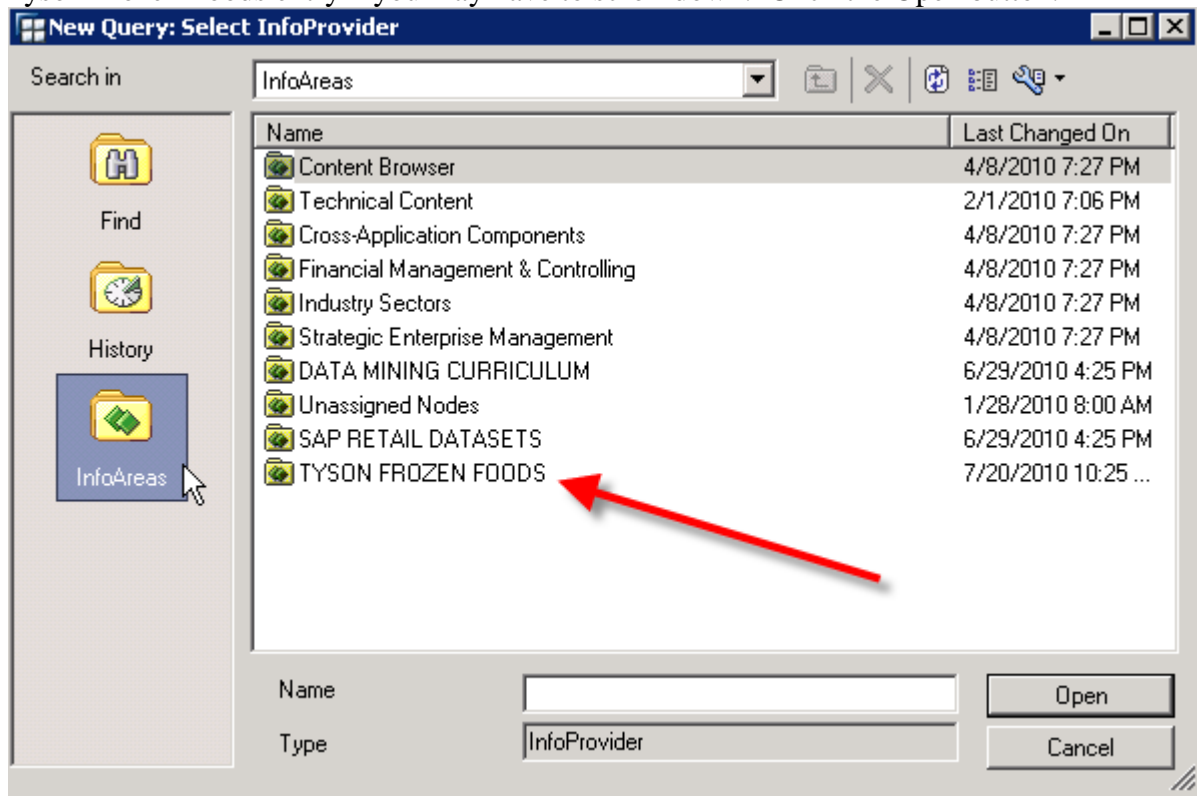 New Query: Select InfoProvider
Search in
InfoAreas
Find
History
InfoAreas
Name Last Changed On
Content Browser 4/8/2010 7:27 PM
Technical Content 2/1/2010 7:06 PM
Cross-Application Components 4/8/2010 7:27 PM
Financial Management & Controlling 4/8/2010 7:27 PM
Industry Sectors 4/8/2010 7:27 PM
Strategic Enterprise Management 4/8/2010 7:27 PM
DATA MINING CURRICULUM 6/29/2010 4:25 PM
Unassigned Nodes 1/28/2010 8:00 AM
SAP RETAIL DATASETS 6/29/2010 4:25 PM
TYSON FROZEN FOODS 7/20/2010 10:25 ...
Name
Open
Type InfoProvider
Cancel